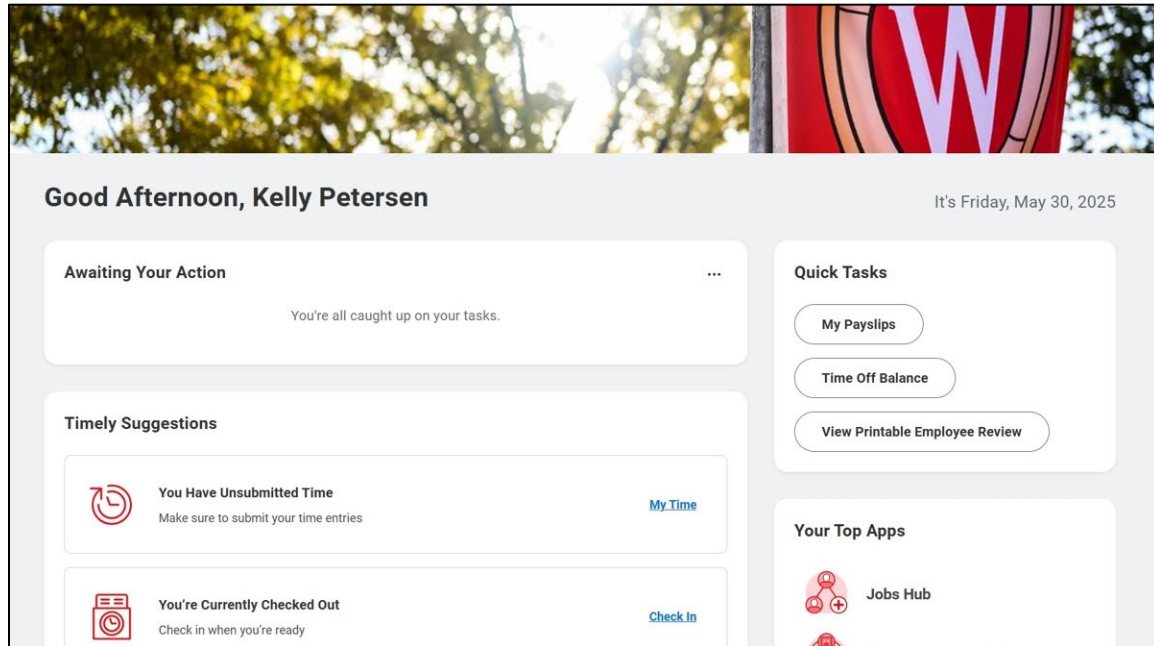 W
Good Afternoon, Kelly Petersen
It's Friday, May 30, 2025
Awaiting Your Action
...
You're all caught up on your tasks.
Timely Suggestions
You Have Unsubmitted Time
Make sure to submit your time entries
My Time
You're Currently Checked Out
Check in when you're ready
Check In
Quick Tasks
My Payslips
Time Off Balance
View Printable Employee Review
Your Top Apps
Jobs Hub